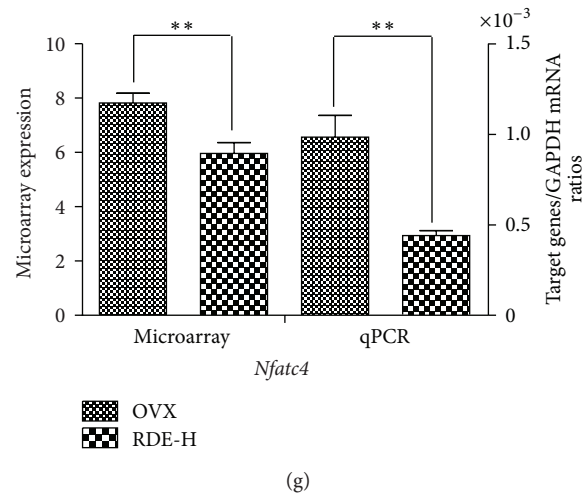 ** **
×10⁻³
10
8
6
4
2
0
Microarray expression
1.5
1.0
0.5
0
Target genes/GAPDH mRNA
ratios
Microarray qPCR
Nfatc4
OVX
RDE-H
(g)